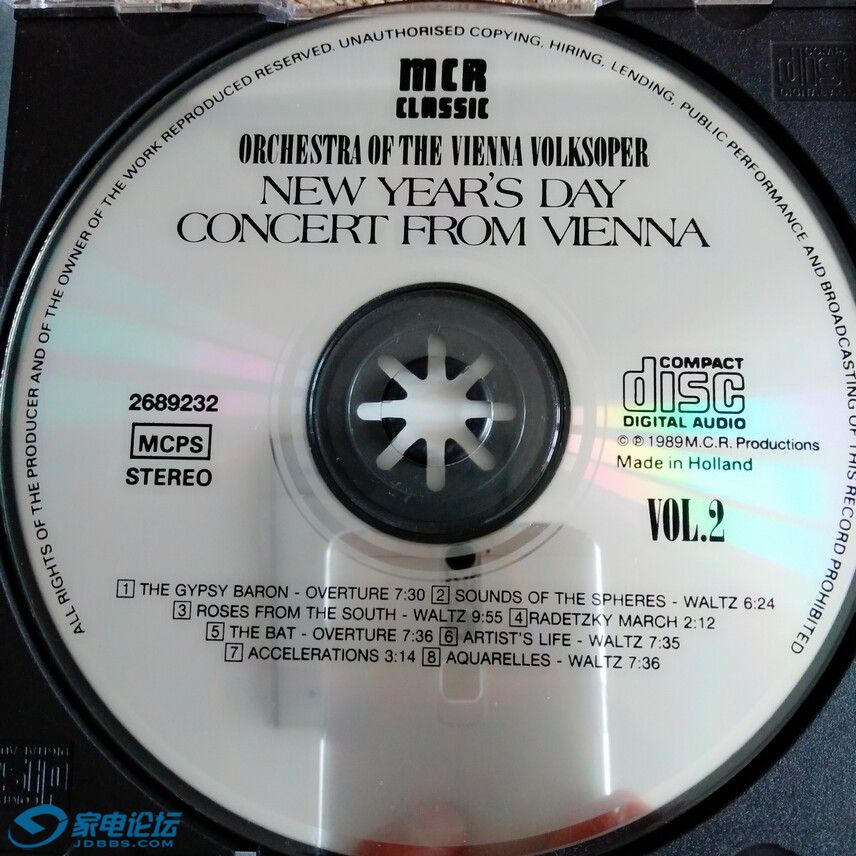 MCR
CLASSIC
ORCHESTRA OF THE VIENNA VOLKSOPER
NEW YEAR'S DAY
CONCERT FROM VIENNA
2689232
MCPS
STEREO
COMPACT
disc
DIGITAL AUDIO
© ℗ 1989 M.C.R. Productions
Made in Holland
VOL.2
1 THE GYPSY BARON - OVERTURE 7:30 2 SOUNDS OF THE SPHERES - WALTZ 6:24
3 ROSES FROM THE SOUTH - WALTZ 9:55 4 RADETZKY MARCH 2:12
5 THE BAT - OVERTURE 7:36 6 ARTIST'S LIFE - WALTZ 7:35
7 ACCELERATIONS 3:14 8 AQUARELLES - WALTZ 7:36
ALL RIGHTS OF THE PRODUCER AND OF THE OWNER OF THE WORK REPRODUCED RESERVED. UNAUTHORISED COPYING, HIRING, LENDING, PUBLIC PERFORMANCE AND BROADCASTING OF THIS RECORD PROHIBITED
家电论坛
JDBBS.COM